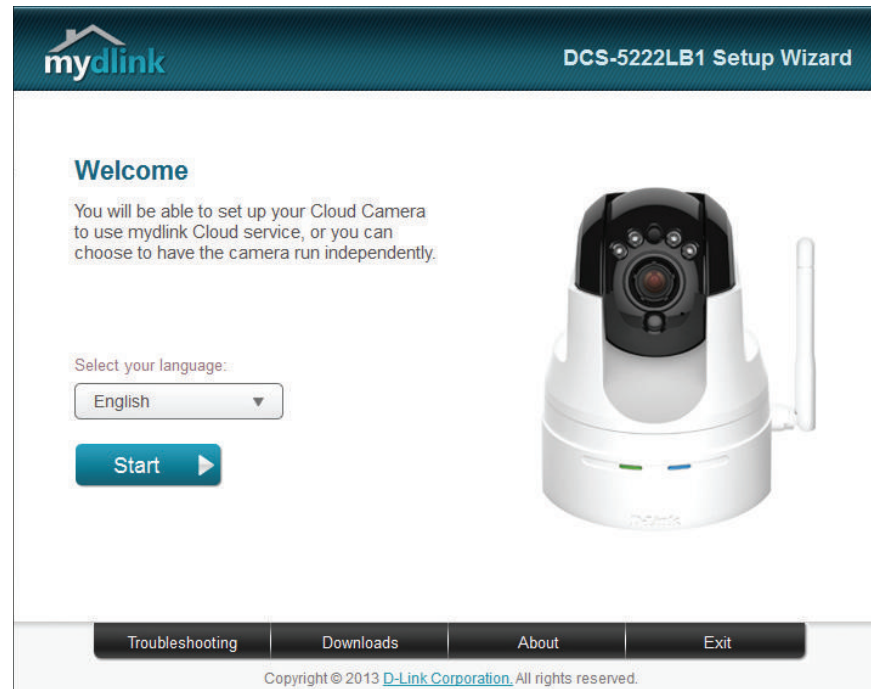 mydlink
DCS-5222LB1 Setup Wizard
Welcome
You will be able to set up your Cloud Camera
to use mydlink Cloud service, or you can
choose to have the camera run independently.
Select your language:
English
Start
D-Link
Troubleshooting Downloads About Exit
Copyright © 2013 D-Link Corporation. All rights reserved.